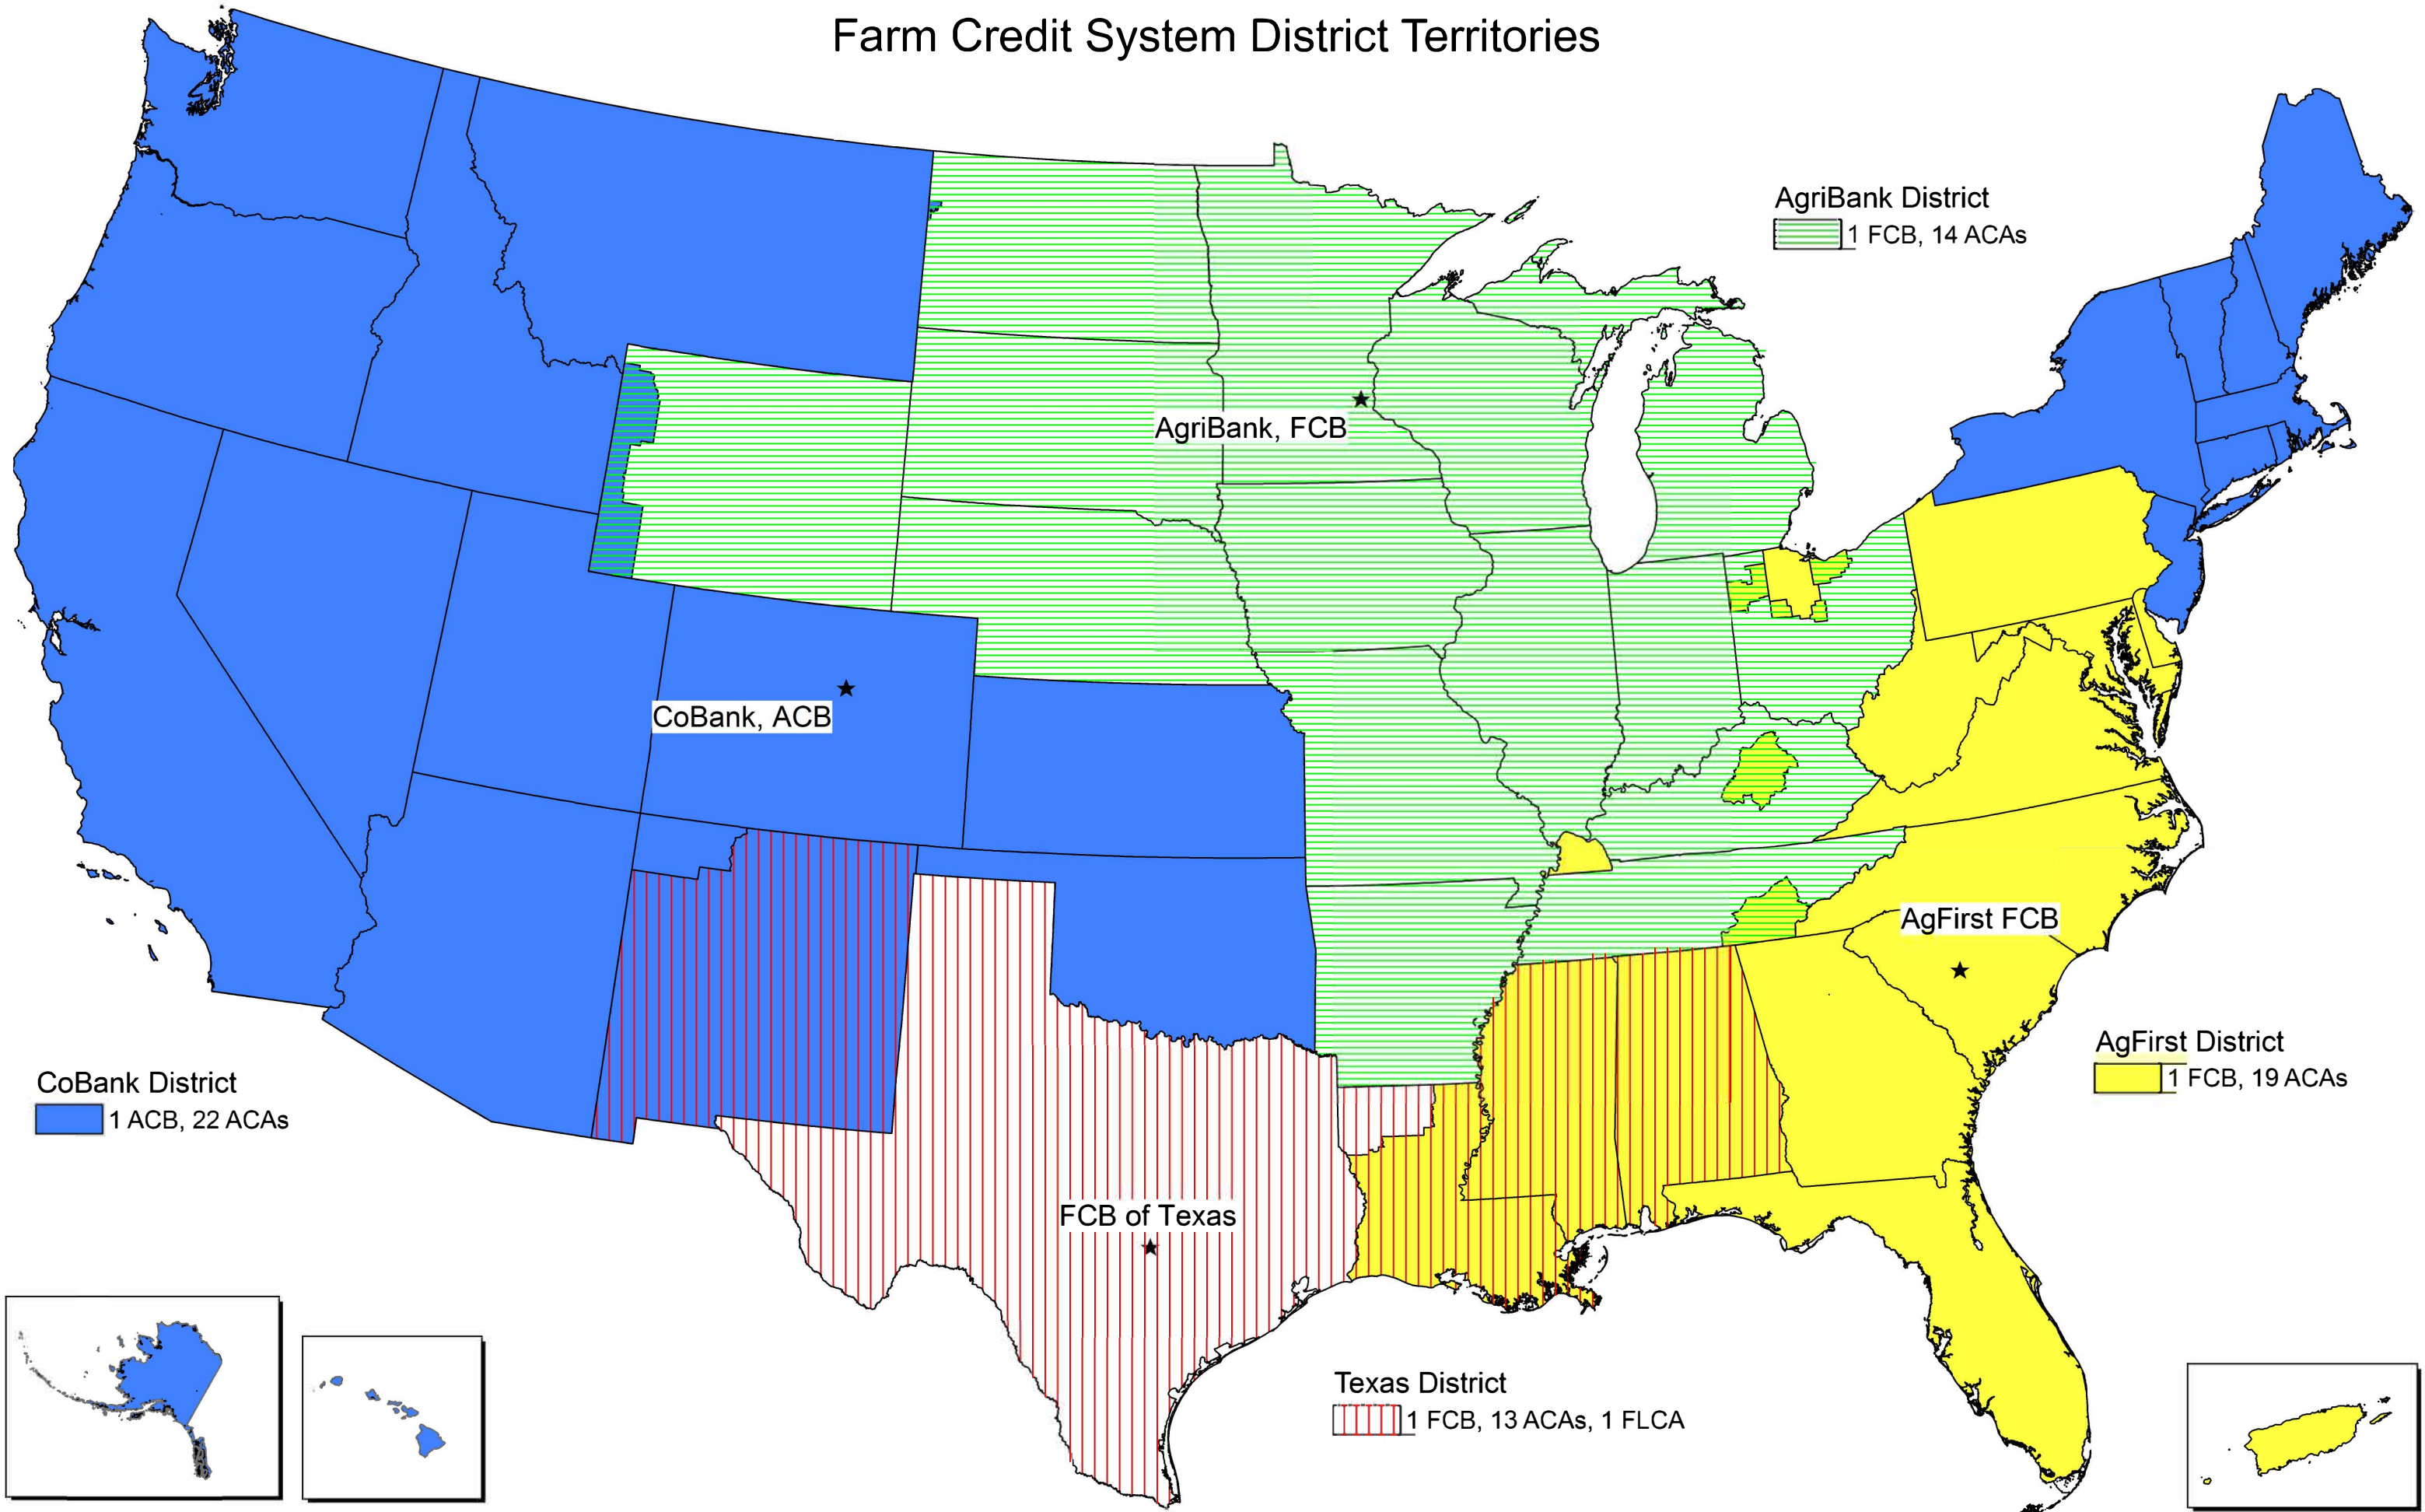 Farm Credit System District Territories
AgriBank District
1 FCB, 14 ACAs
AgriBank, FCB
CoBank, ACB
AgFirst FCB
AgFirst District
1 FCB, 19 ACAs
CoBank District
1 ACB, 22 ACAs
FCB of Texas
Texas District
1 FCB, 13 ACAs, 1 FLCA